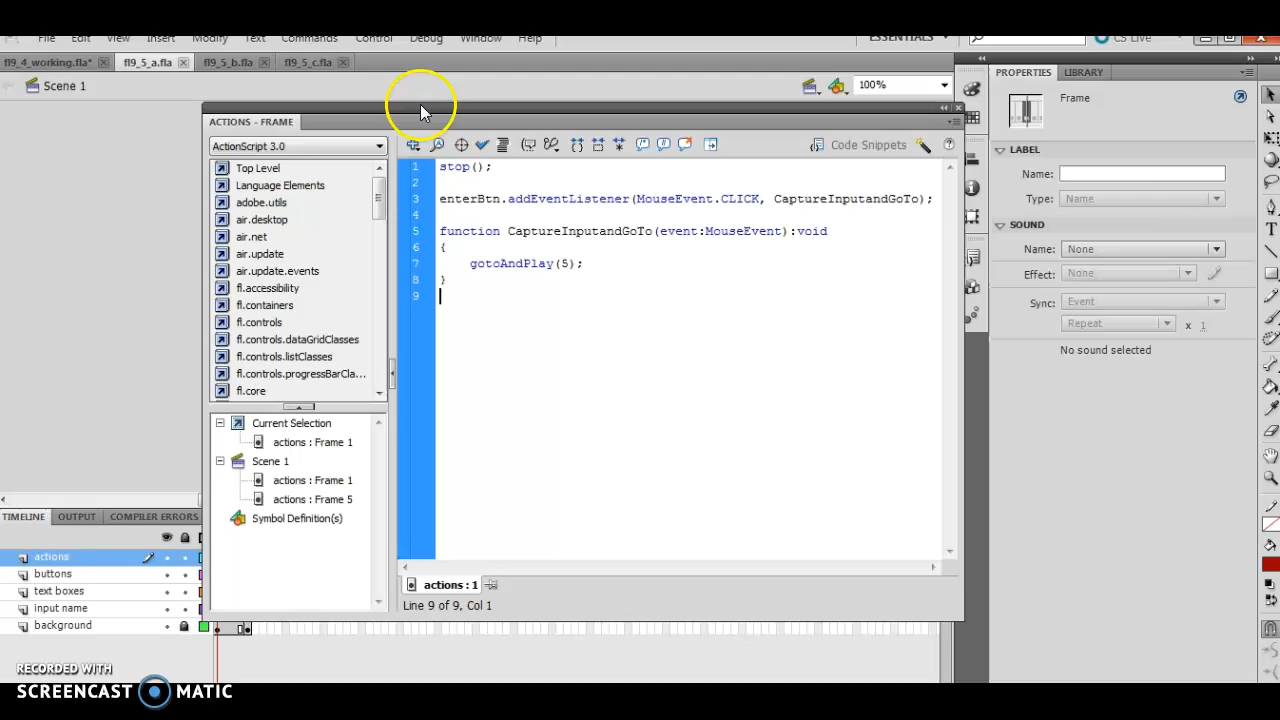 File Edit View Insert Modify Text Commands Control Debug Window Help
ESSENTIALS
CS Live
fl9_4_working.fla*
fl9_5_a.fla
fl9_5_b.fla
fl9_5_c.fla
Scene 1
100%
ACTIONS - FRAME
ActionScript 3.0
Code Snippets
Top Level
Language Elements
adobe.utils
air.desktop
air.net
air.update
air.update.events
fl.accessibility
fl.containers
fl.controls
fl.controls.dataGridClasses
fl.controls.listClasses
fl.controls.progressBarCla...
fl.core
1 stop();
2
3 enterBtn.addEventListener(MouseEvent.CLICK, CaptureInputandGoTo);
4
5 function CaptureInputandGoTo(event:MouseEvent):void
6 {
7 gotoAndPlay(5);
8 }
9
Current Selection
actions : Frame 1
Scene 1
actions : Frame 1
actions : Frame 5
Symbol Definition(s)
actions : 1
Line 9 of 9, Col 1
PROPERTIES
LIBRARY
Frame
LABEL
Name:
Type: Name
SOUND
Name: None
Effect: None
Sync: Event
Repeat x 1
No sound selected
TIMELINE
OUTPUT
COMPILER ERRORS
actions
buttons
text boxes
input name
background
RECORDED WITH
SCREENCAST MATIC